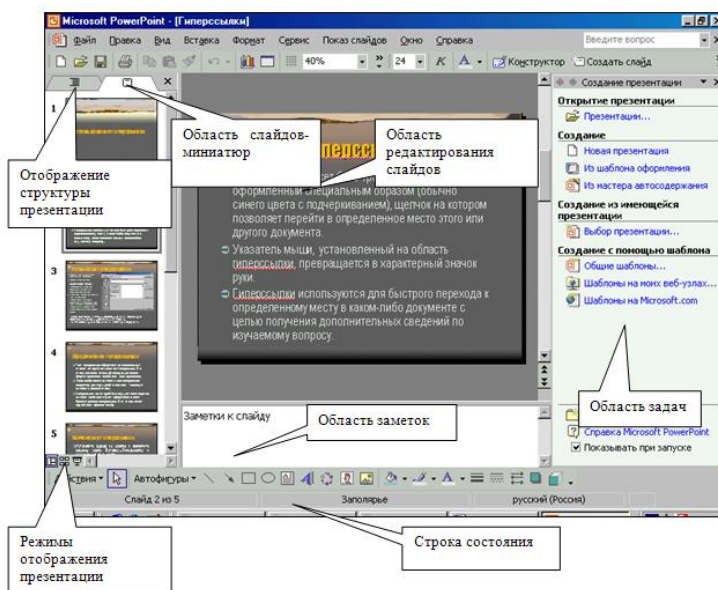 Microsoft PowerPoint - [Гиперссылки]
Файл Правка Вид Вставка Формат Сервис Показ слайдов Окно Справка
Введите вопрос
40% 24 К А Конструктор Создать слайд
Создание презентации
1
Область слайдов-
миниатюр
Область
редактирования
слайдов
Отображение
структуры
презентации
оформленный специальным образом (обычно
синего цвета с подчеркиванием), щелчок на котором
позволяет перейти в определенное место этого или
другого документа.
Указатель мыши, установленный на область
гиперссылки, превращается в характерный значок
руки.
Гиперссылки используются для быстрого перехода к
определенному месту в каком-либо документе с
целью получения дополнительных сведений по
изучаемому вопросу.
3
4
5
Открытие презентации
Презентации...
Создание
Новая презентация
Из шаблона оформления
Из мастера автосодержания
Создание из имеющейся
презентации
Выбор презентации...
Создание с помощью шаблона
Общие шаблоны...
Шаблоны на моих веб-узлах...
Шаблоны на Microsoft.com
Область задач
Справка Microsoft PowerPoint
Показывать при запуске
Заметки к слайду
Область заметок
Автофигуры
Слайд 2 из 5 Заполярье русский (Россия)
Режимы
отображения
презентации
Строка состояния